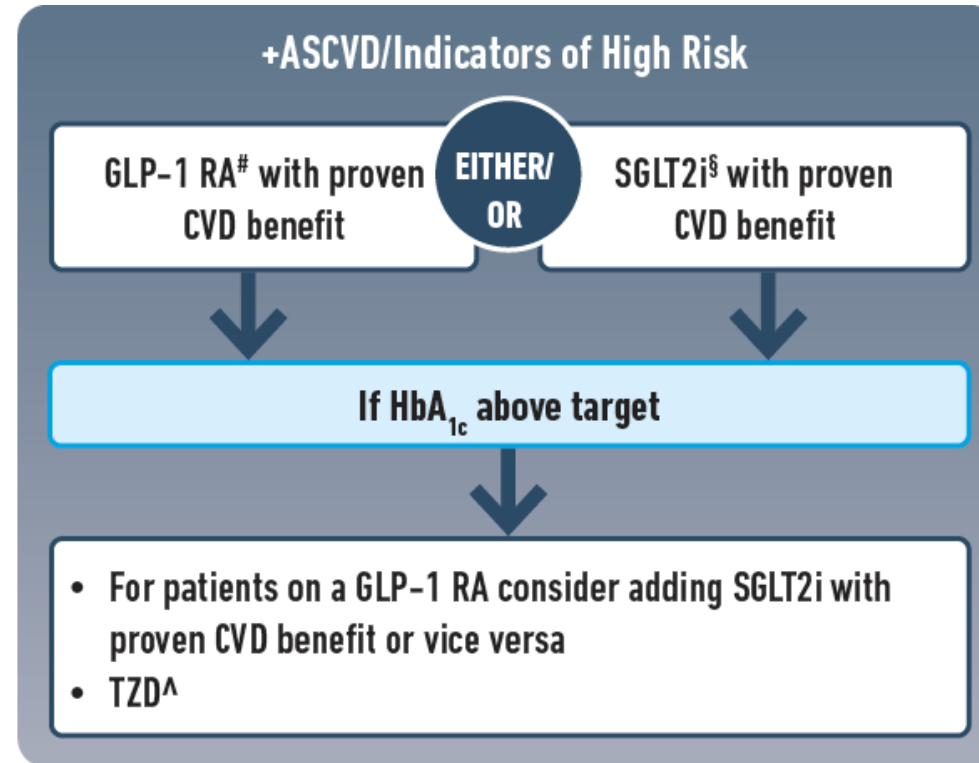 +ASCVD/Indicators of High Risk
GLP-1 RA# with proven
CVD benefit
EITHER/
OR
SGLT2i§ with proven
CVD benefit
If HbA1c above target
• For patients on a GLP-1 RA consider adding SGLT2i with
proven CVD benefit or vice versa
• TZD^